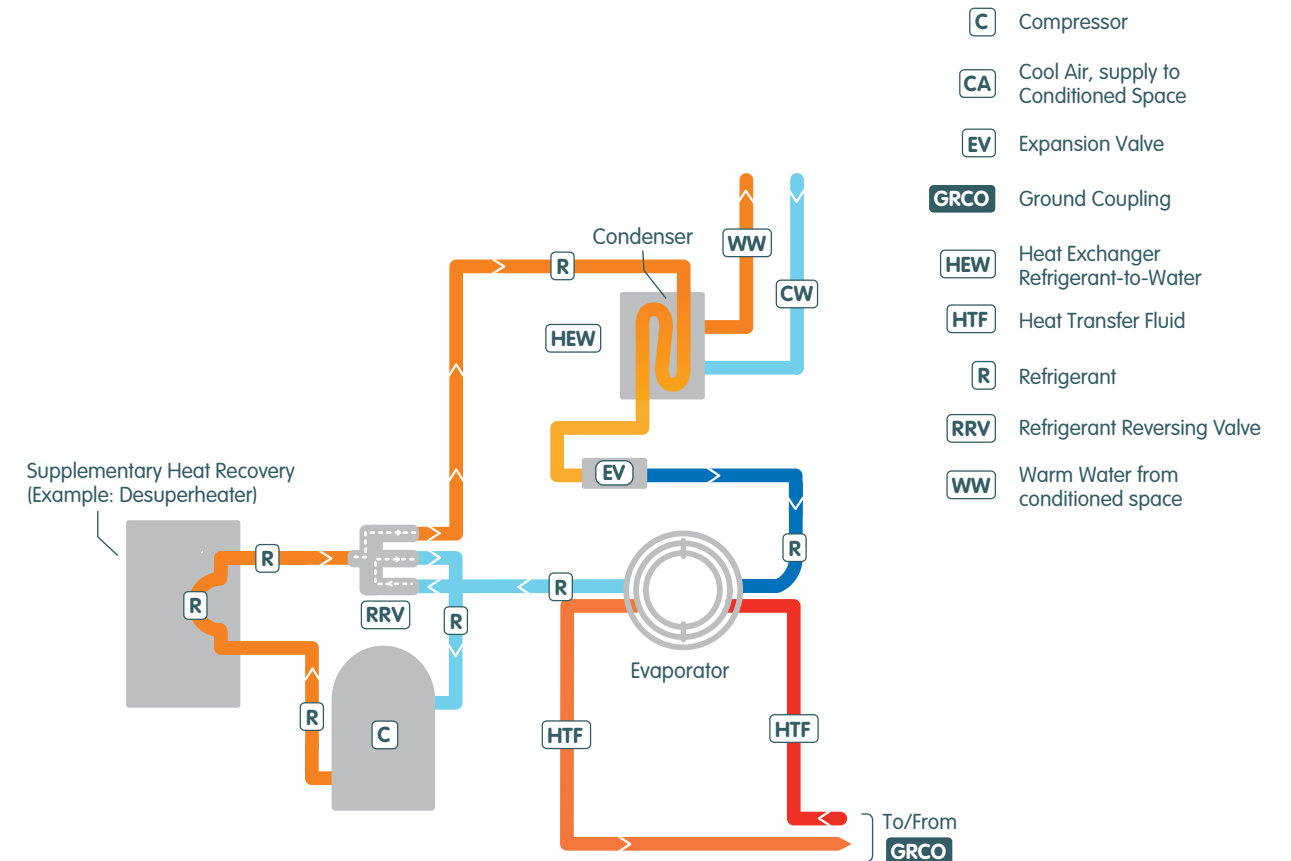 C Compressor
CA Cool Air, supply to
Conditioned Space
EV Expansion Valve
GRCO Ground Coupling
HEW Heat Exchanger
Refrigerant-to-Water
HTF Heat Transfer Fluid
R Refrigerant
RRV Refrigerant Reversing Valve
WW Warm Water from
conditioned space
Condenser
WW
R
CW
HEW
Supplementary Heat Recovery
(Example: Desuperheater)
EV
R
R
R
R
RRV
R
Evaporator
R
C
HTF
HTF
To/From
GRCO